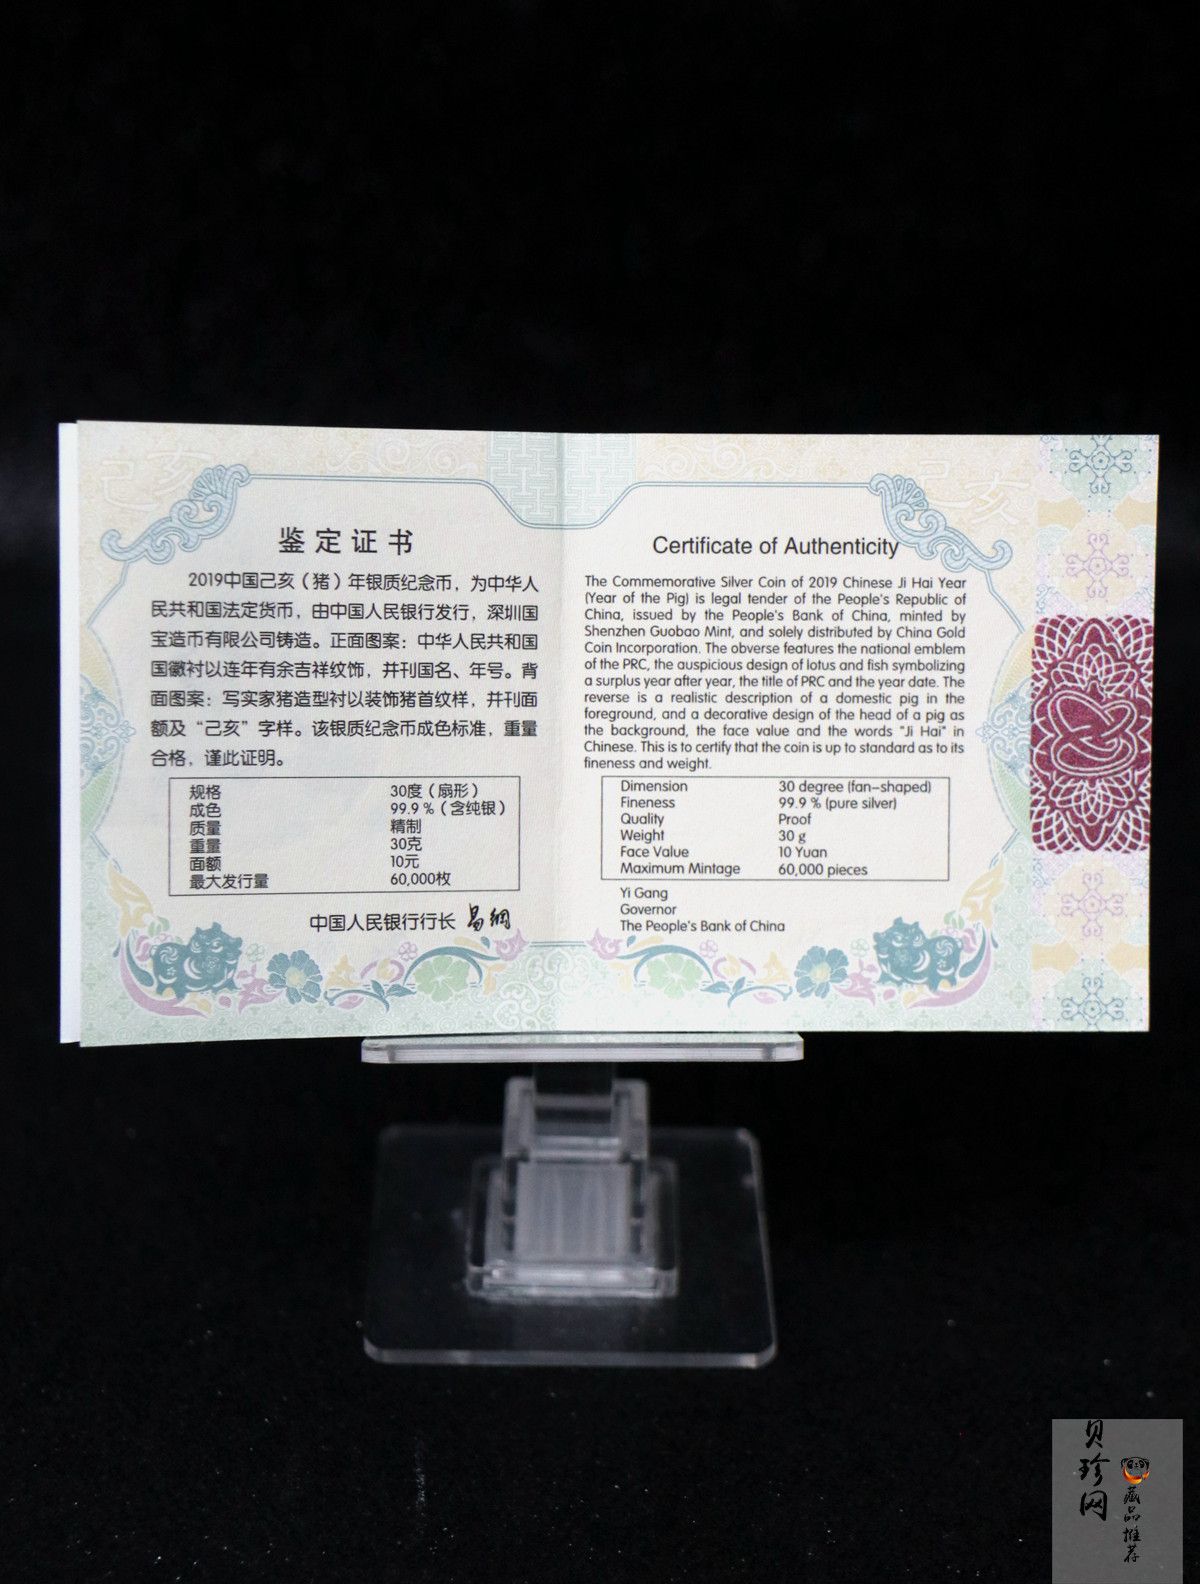 己亥
鉴定证书
2019中国己亥（猪）年银质纪念币，为中华人
民共和国法定货币，由中国人民银行发行，深圳国
宝造币有限公司铸造。正面图案：中华人民共和国
国徽衬以连年有余吉祥纹饰，并刊国名、年号。背
面图案：写实家猪造型衬以装饰猪首纹样，并刊面
额及“己亥”字样。该银质纪念币成色标准，重量
合格，谨此证明。
规格 30度（扇形）
成色 99.9％（含纯银）
质量 精制
重量 30克
面额 10元
最大发行量 60,000枚
中国人民银行行长 易纲
己亥
Certificate of Authenticity
The Commemorative Silver Coin of 2019 Chinese Ji Hai Year
(Year of the Pig) is legal tender of the People's Republic of
China, issued by the People's Bank of China, minted by
Shenzhen Guobao Mint, and solely distributed by China Gold
Coin Incorporation. The obverse features the national emblem
of the PRC, the auspicious design of lotus and fish symbolizing
a surplus year after year, the title of PRC and the year date. The
reverse is a realistic description of a domestic pig in the
foreground, and a decorative design of the head of a pig as
the background, the face value and the words "Ji Hai" in
Chinese. This is to certify that the coin is up to standard as to its
fineness and weight.
Dimension 30 degree (fan-shaped)
Fineness 99.9 % (pure silver)
Quality Proof
Weight 30 g
Face Value 10 Yuan
Maximum Mintage 60,000 pieces
Yi Gang
Governor
The People's Bank of China
贝珍网
藏品推荐